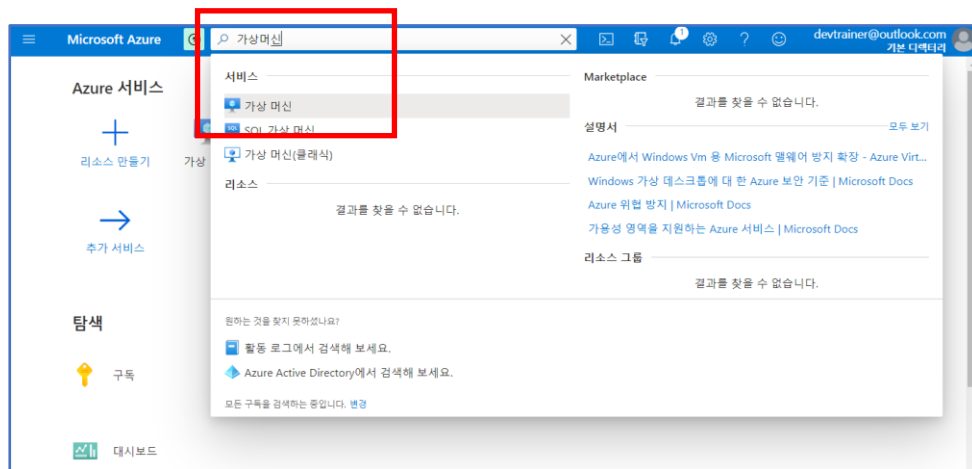 Microsoft Azure
가상머신
devtrainer@outlook.com
기본 디렉터리
Azure 서비스
리소스 만들기
가상
추가 서비스
탐색
구독
대시보드
서비스
가상 머신
SQL 가상 머신
가상 머신(클래식)
리소스
결과를 찾을 수 없습니다.
Marketplace
결과를 찾을 수 없습니다.
설명서
모두 보기
Azure에서 Windows Vm 용 Microsoft 맬웨어 방지 확장 - Azure Virt...
Windows 가상 데스크톱에 대 한 Azure 보안 기준 | Microsoft Docs
Azure 위협 방지 | Microsoft Docs
가용성 영역을 지원하는 Azure 서비스 | Microsoft Docs
리소스 그룹
결과를 찾을 수 없습니다.
원하는 것을 찾지 못하셨나요?
활동 로그에서 검색해 보세요.
Azure Active Directory에서 검색해 보세요.
모든 구독을 검색하는 중입니다. 변경